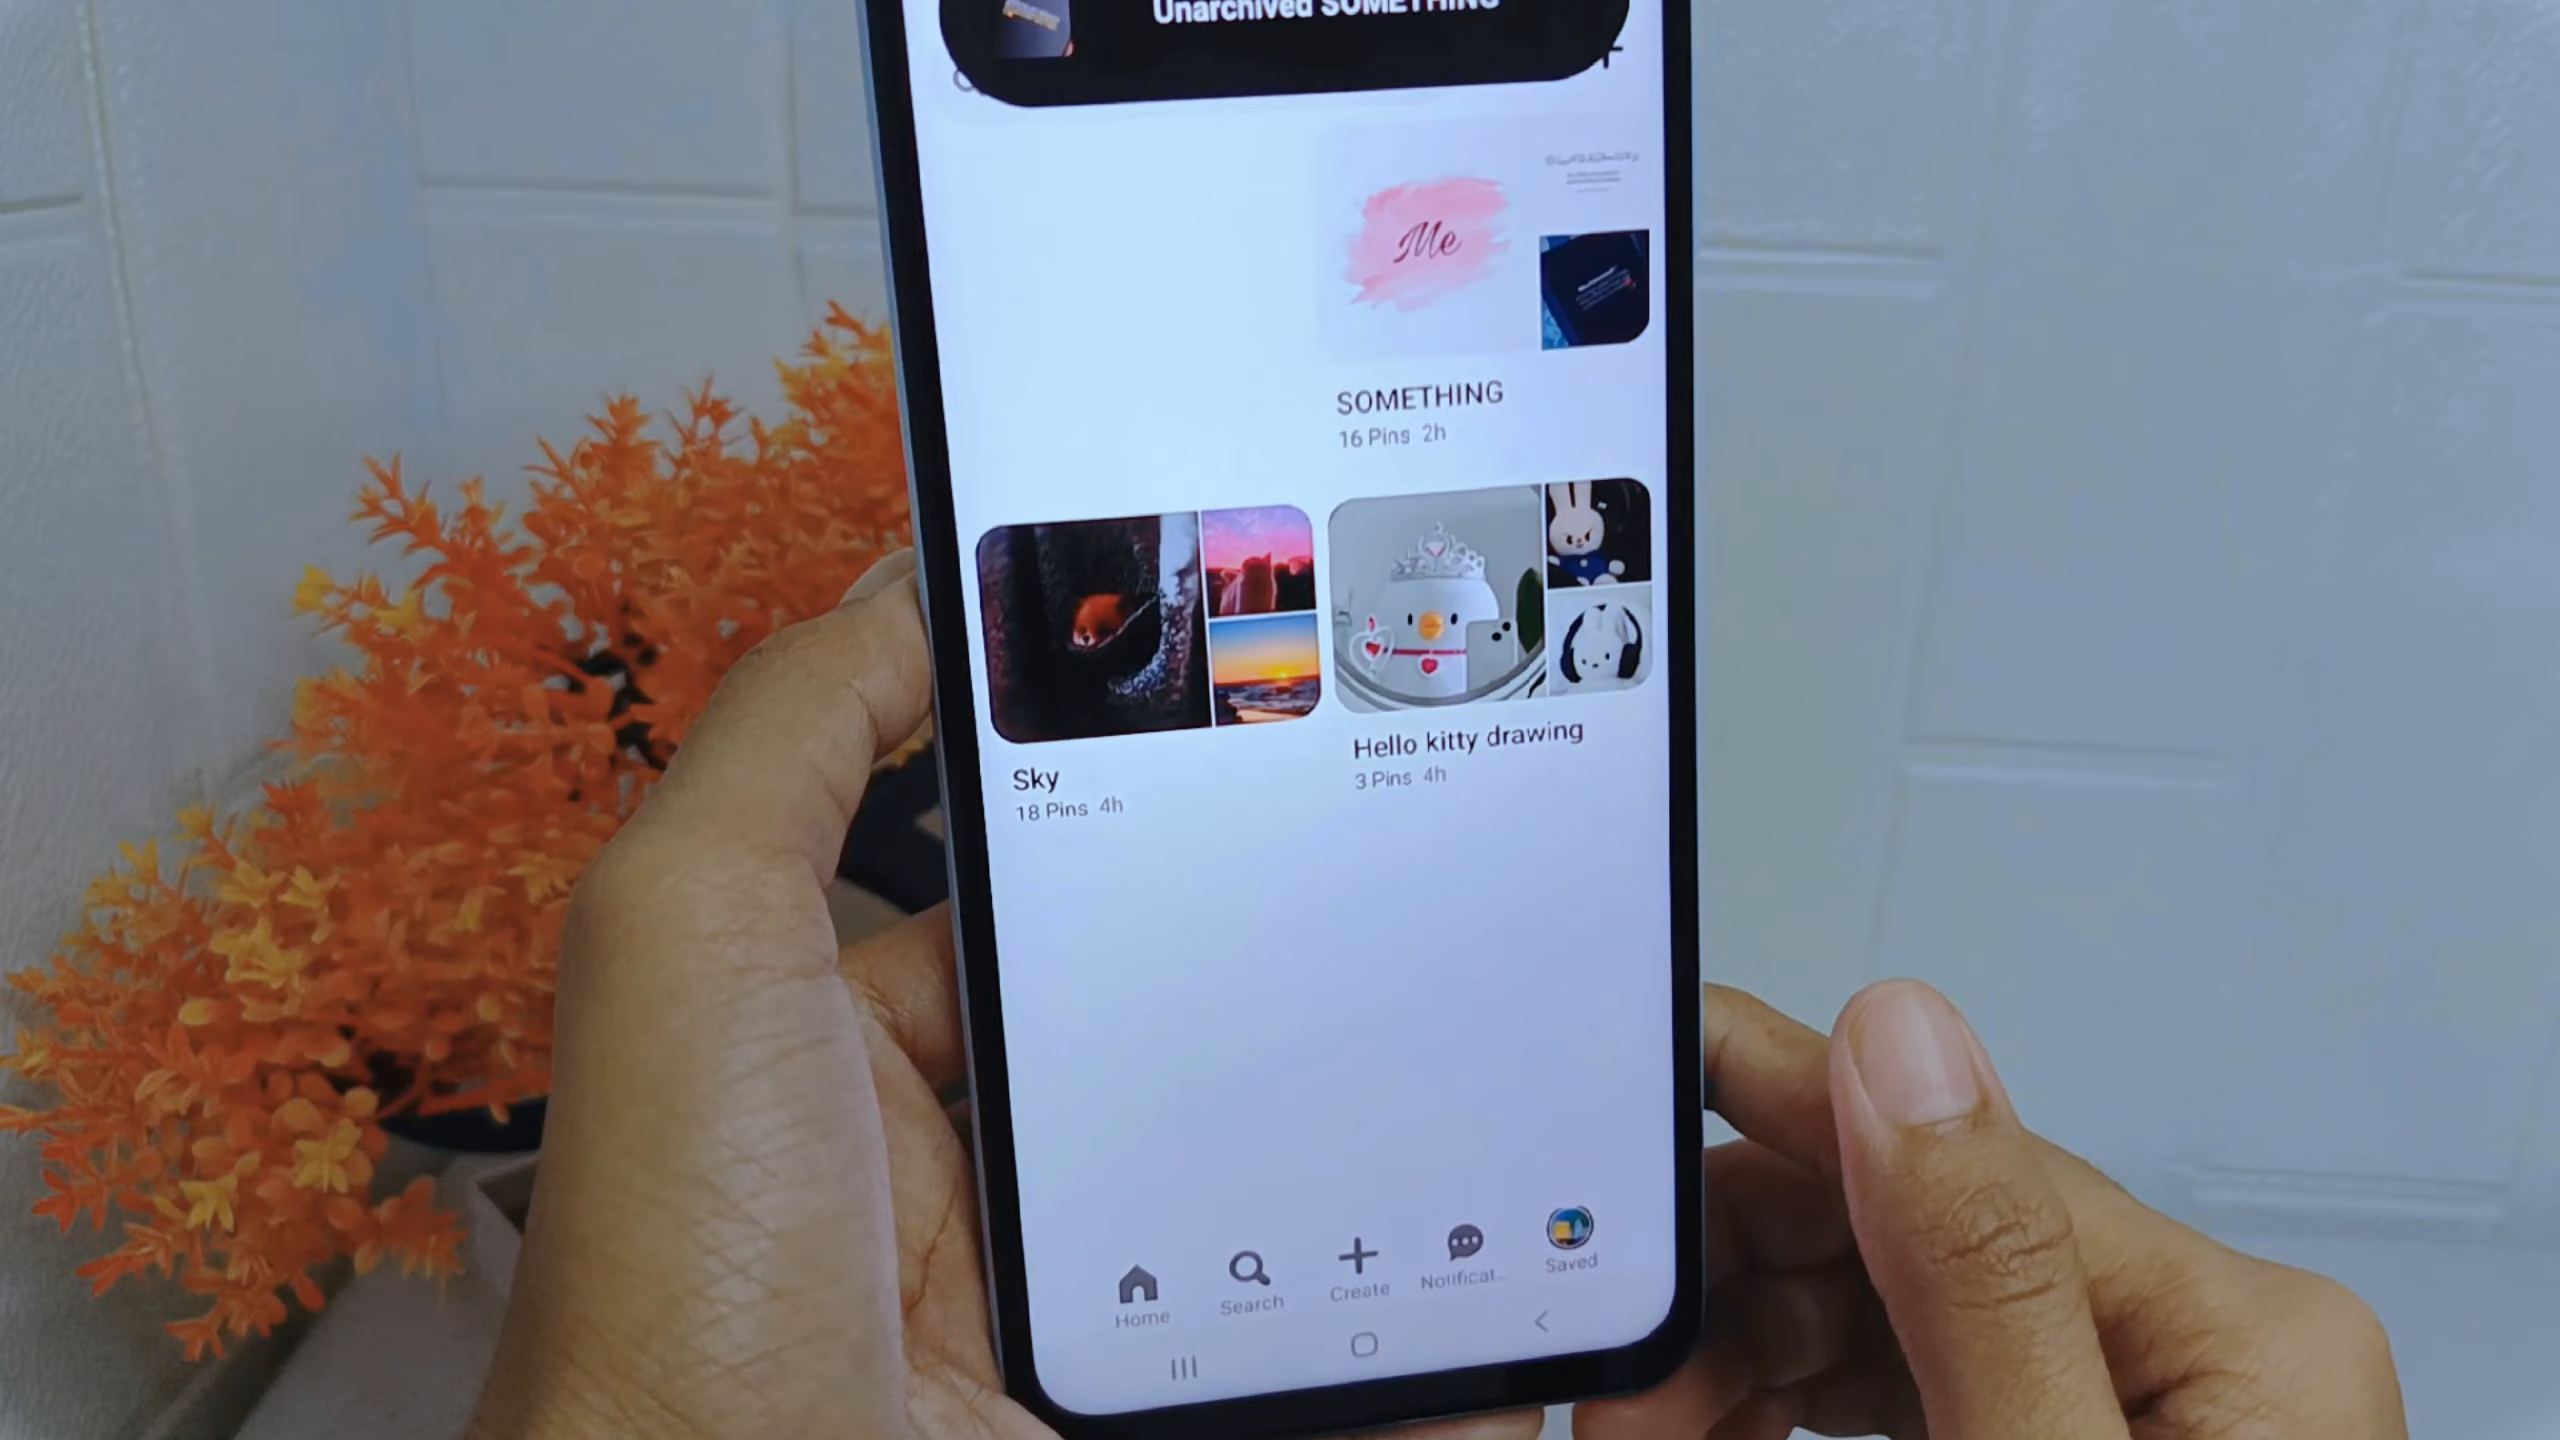 Unarchived SOMETHING
Me
SOMETHING
16 Pins 2h
Sky
18 Pins 4h
Hello kitty drawing
3 Pins 4h
Home
Search
Create
Notificat...
Saved